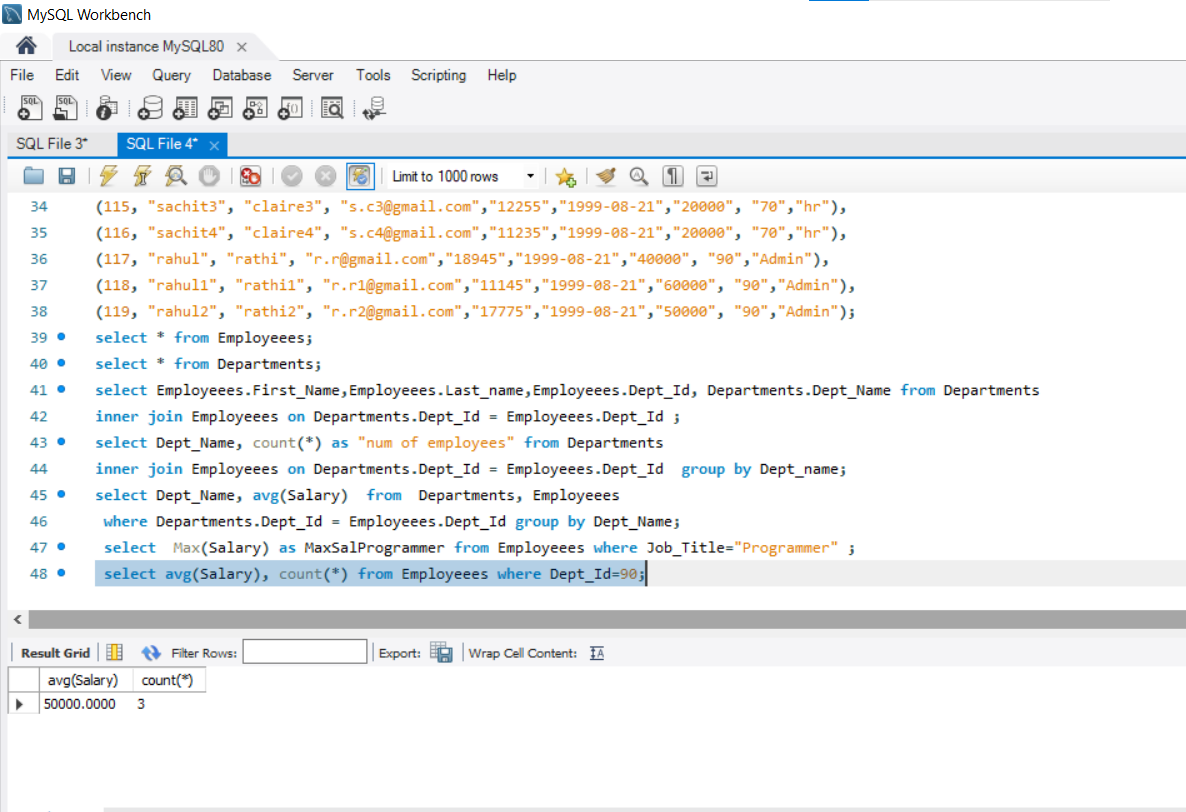 MySQL Workbench
Local instance MySQL80
File Edit View Query Database Server Tools Scripting Help
SQL File 3* SQL File 4*
Limit to 1000 rows
34 (115, "sachit3", "claire3", "s.c3@gmail.com","12255","1999-08-21","20000", "70","hr"),
35 (116, "sachit4", "claire4", "s.c4@gmail.com","11235","1999-08-21","20000", "70","hr"),
36 (117, "rahul", "rathi", "r.r@gmail.com","18945","1999-08-21","40000", "90","Admin"),
37 (118, "rahul1", "rathi1", "r.r1@gmail.com","11145","1999-08-21","60000", "90","Admin"),
38 (119, "rahul2", "rathi2", "r.r2@gmail.com","17775","1999-08-21","50000", "90","Admin");
39 select * from Employeees;
40 select * from Departments;
41 select Employeees.First_Name,Employeees.Last_name,Employeees.Dept_Id, Departments.Dept_Name from Departments
42 inner join Employeees on Departments.Dept_Id = Employeees.Dept_Id ;
43 select Dept_Name, count(*) as "num of employees" from Departments
44 inner join Employeees on Departments.Dept_Id = Employeees.Dept_Id  group by Dept_name;
45 select Dept_Name, avg(Salary)  from  Departments, Employeees
46 where Departments.Dept_Id = Employeees.Dept_Id group by Dept_Name;
47 select  Max(Salary) as MaxSalProgrammer from Employeees where Job_Title="Programmer" ;
48 select avg(Salary), count(*) from Employeees where Dept_Id=90;
Result Grid Filter Rows: Export: Wrap Cell Content:
avg(Salary) count(*)
50000.0000 3